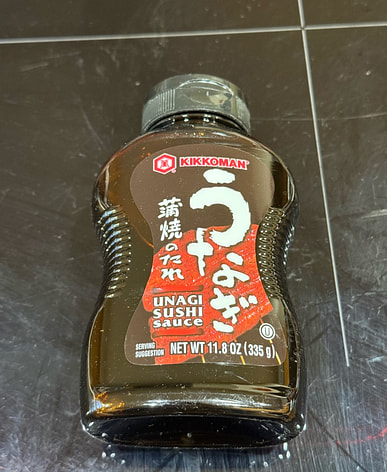 KIKKOMAN®
うなぎ
蒲焼のたれ
UNAGI
SUSHI
sauce
SERVING
SUGGESTION
NET WT 11.8 OZ (335 g)
U